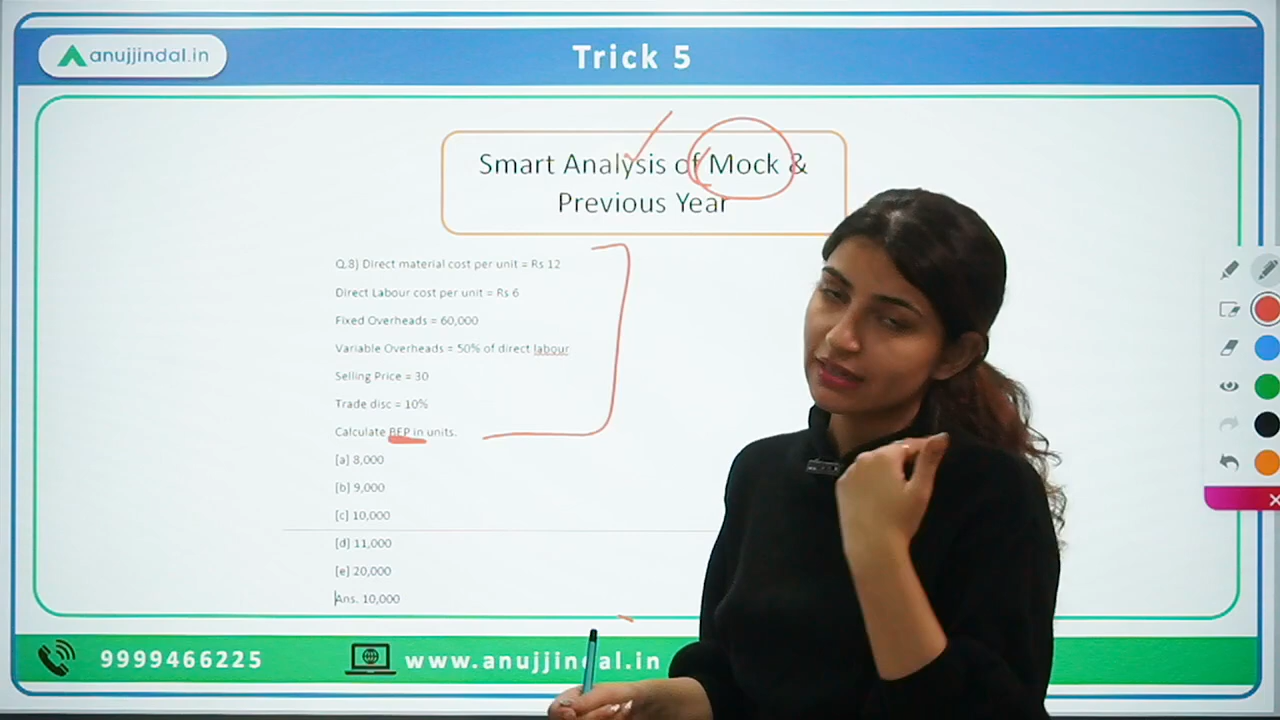 anujjindal.in
Trick 5
Smart Analysis of Mock &
Previous Year
Q.8) Direct material cost per unit = Rs 12
Direct Labour cost per unit = Rs 6
Fixed Overheads = 60,000
Variable Overheads = 50% of direct labour
Selling Price = 30
Trade disc = 10%
Calculate BEP in units.
[a] 8,000
[b] 9,000
[c] 10,000
[d] 11,000
[e] 20,000
Ans. 10,000
9999466225
www.anujjindal.in